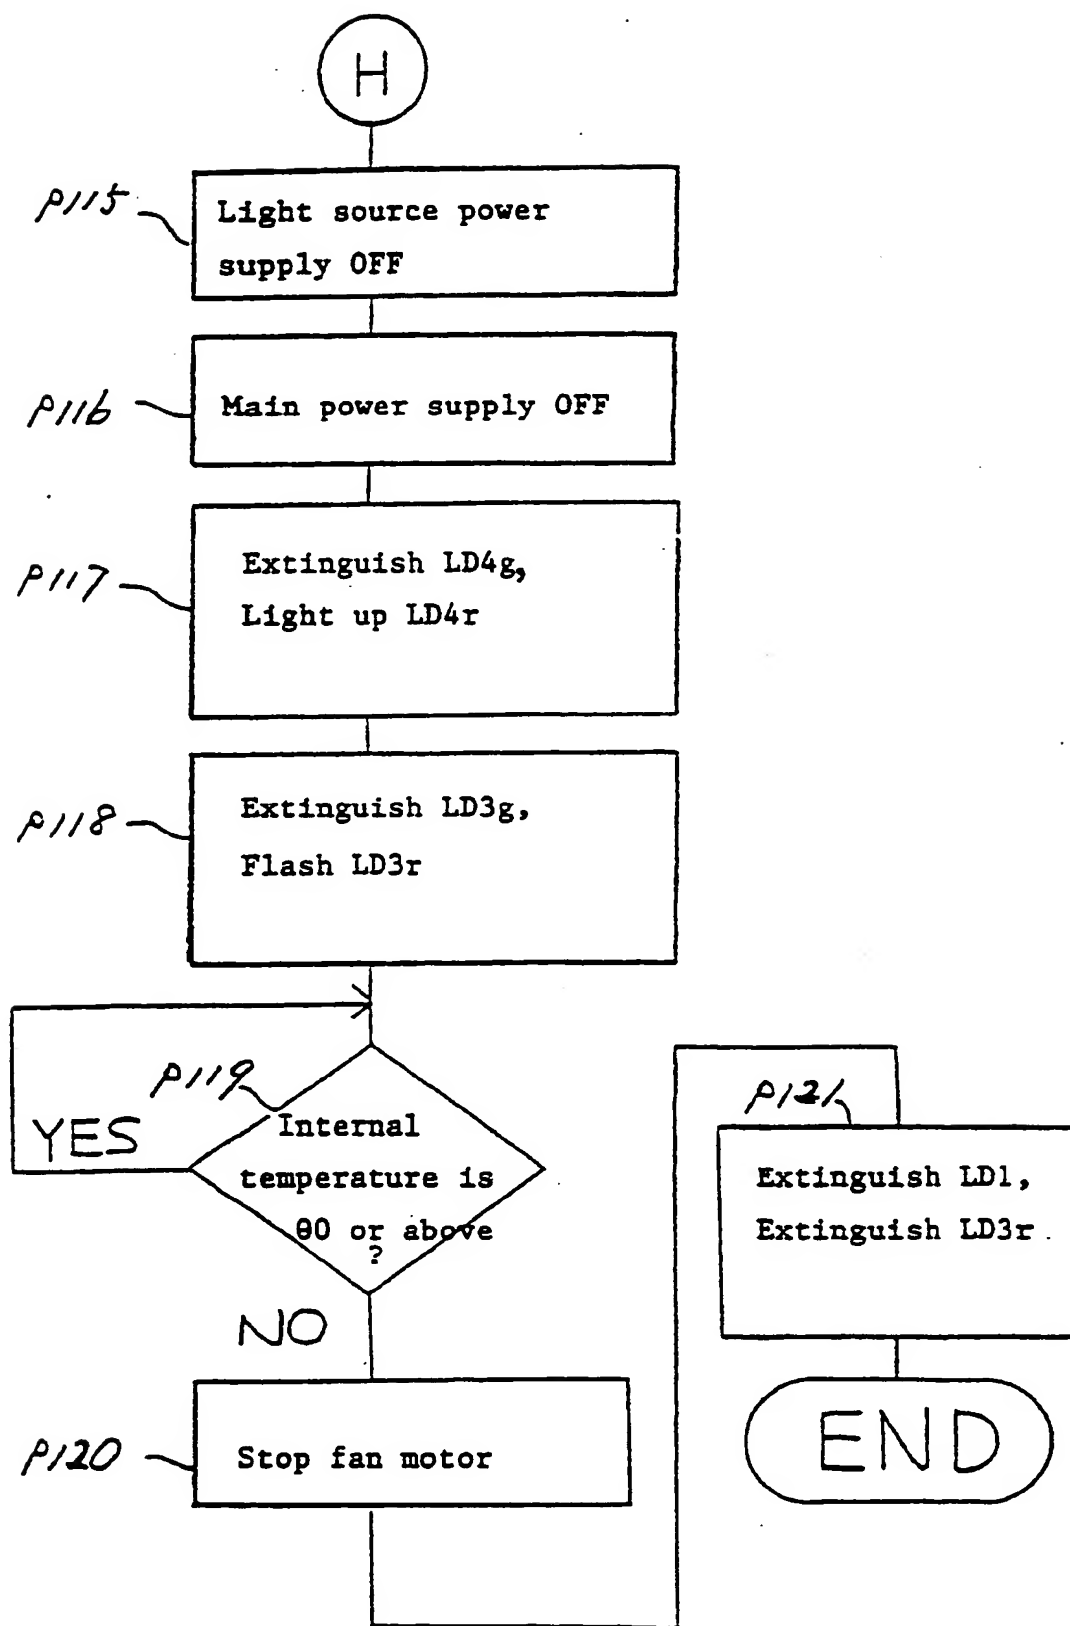 H
P115
Light source power
supply OFF
P116
Main power supply OFF
P117
Extinguish LD4g,
Light up LD4r
P118
Extinguish LD3g,
Flash LD3r
P119
YES
Internal
temperature is
θ0 or above
?
NO
P120
Stop fan motor
P121
Extinguish LD1,
Extinguish LD3r
END